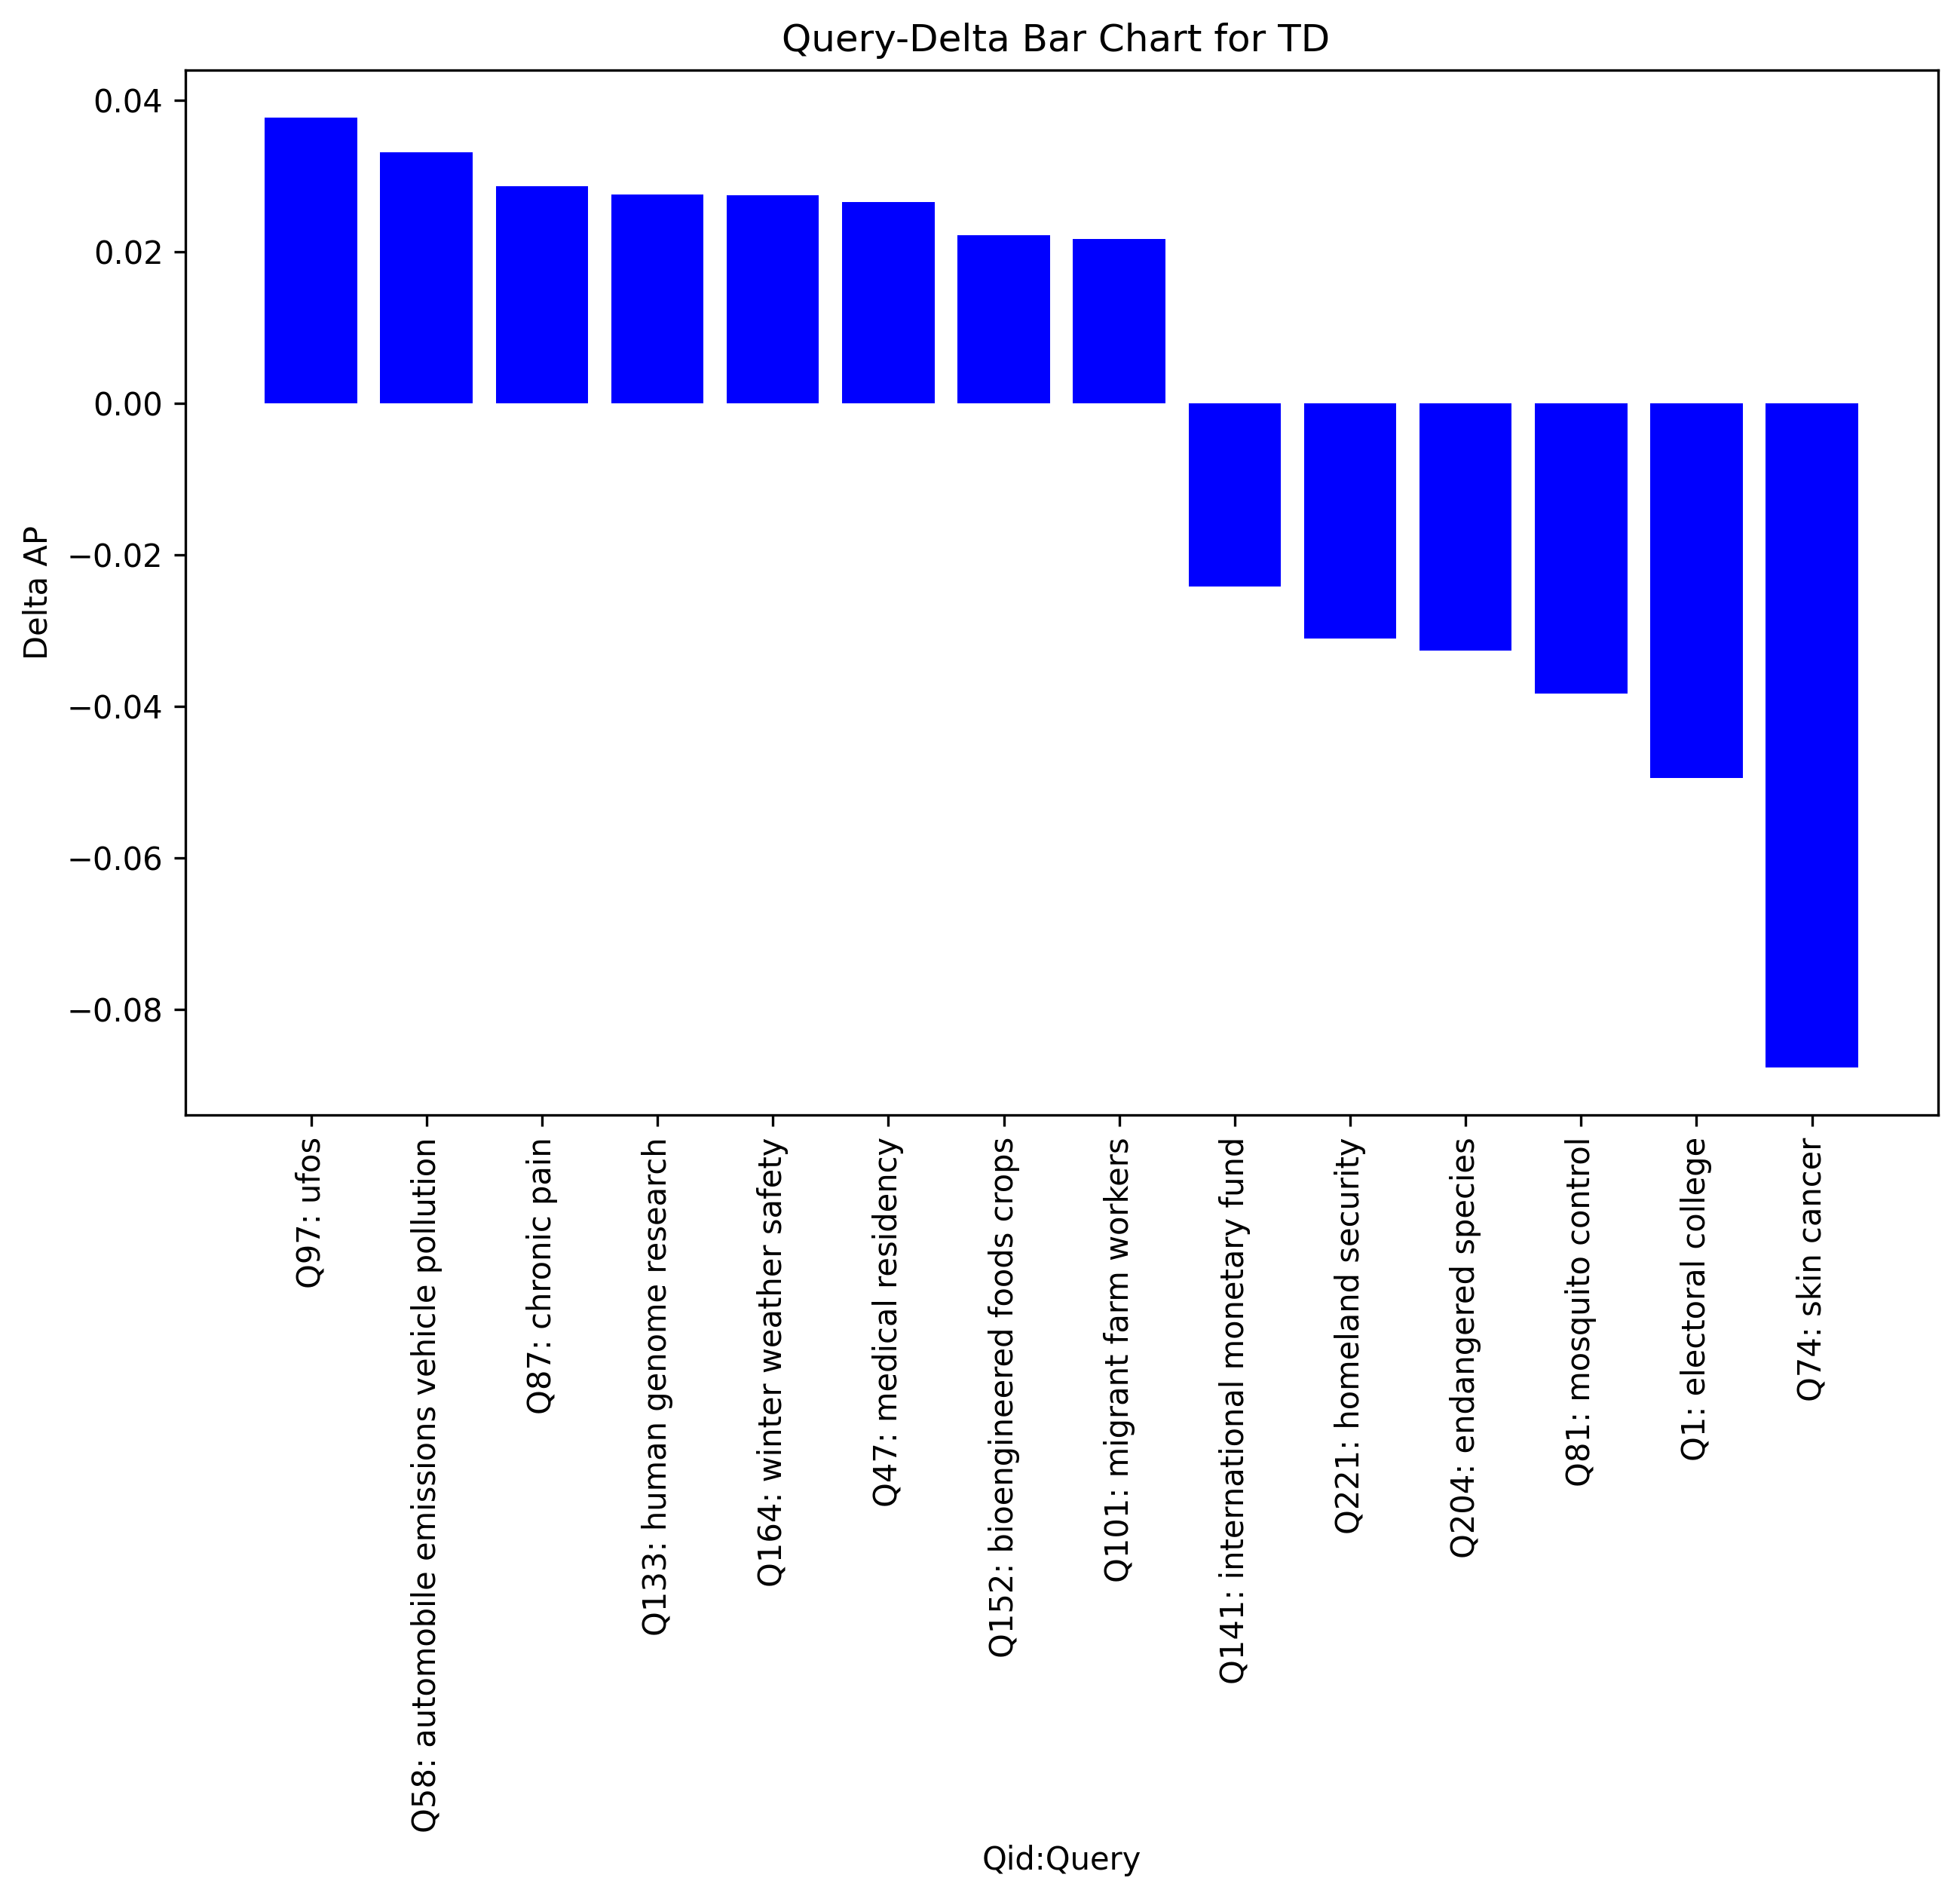 Query-Delta Bar Chart for TD
Delta AP
0.04
0.02
0.00
−0.02
−0.04
−0.06
−0.08
Q97: ufos
Q58: automobile emissions vehicle pollution
Q87: chronic pain
Q133: human genome research
Q164: winter weather safety
Q47: medical residency
Q152: bioengineered foods crops
Q101: migrant farm workers
Q141: international monetary fund
Q221: homeland security
Q204: endangered species
Q81: mosquito control
Q1: electoral college
Q74: skin cancer
Qid:Query